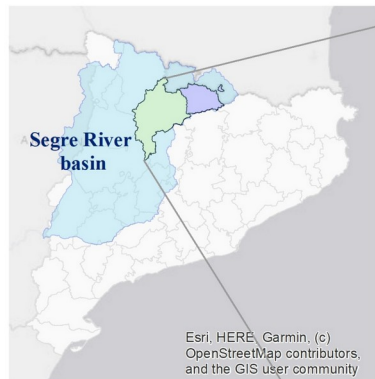 Segre River
basin
Esri, HERE, Garmin, (c)
OpenStreetMap contributors,
and the GIS user community